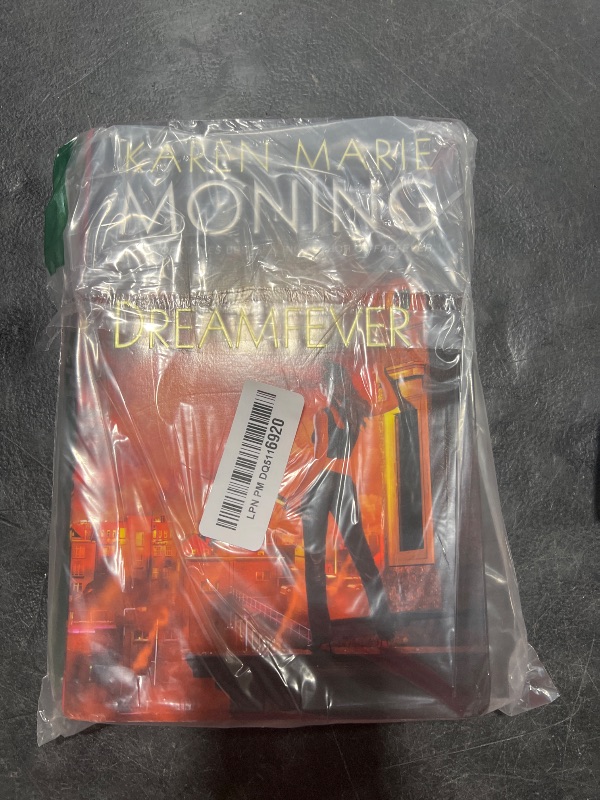 KAREN MARIE
MONING
DREAMFEVER
LPN PM DQ5116920